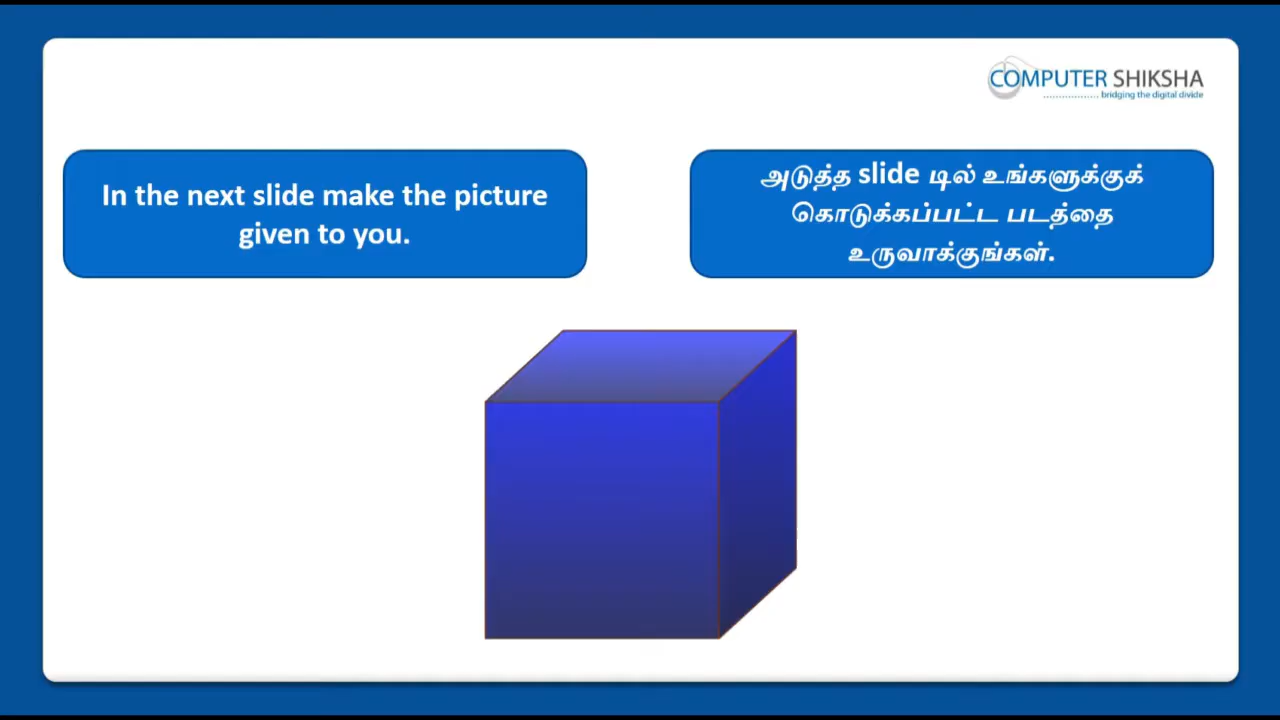 COMPUTER SHIKSHA
bridging the digital divide
In the next slide make the picture
given to you.
அடுத்த slide டில் உங்களுக்குக்
கொடுக்கப்பட்ட படத்தை
உருவாக்குங்கள்.